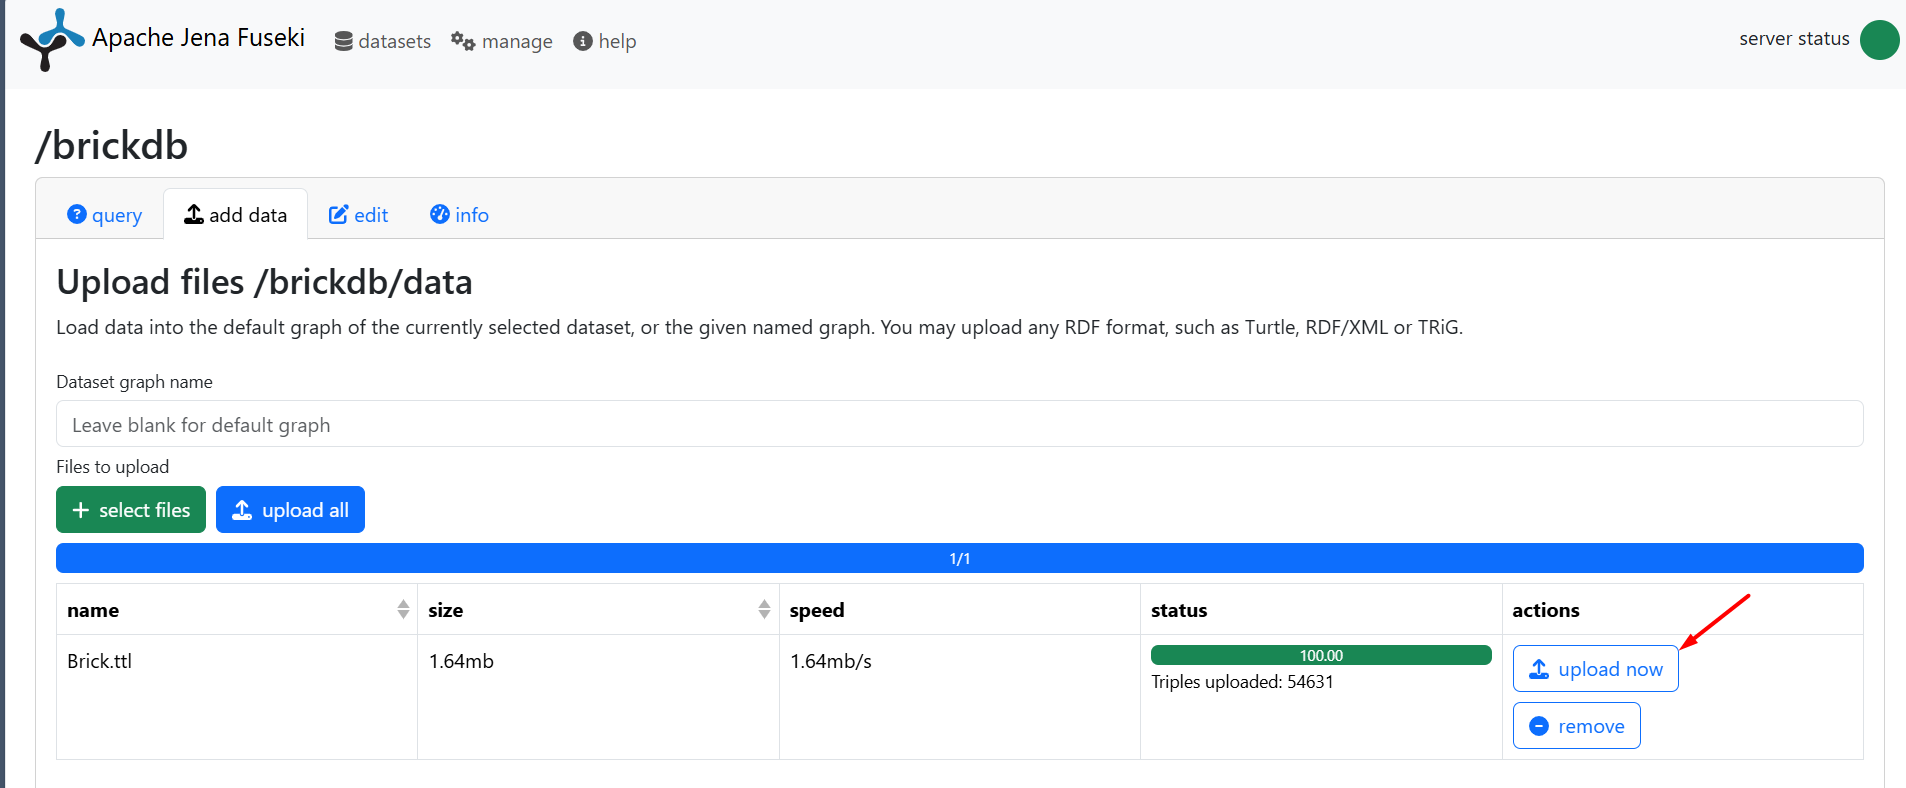 Apache Jena Fuseki datasets manage help server status
/brickdb
query add data edit info
Upload files /brickdb/data
Load data into the default graph of the currently selected dataset, or the given named graph. You may upload any RDF format, such as Turtle, RDF/XML or TRiG.
Dataset graph name
Leave blank for default graph
Files to upload
select files upload all
1/1
name size speed status actions
Brick.ttl 1.64mb 1.64mb/s 100.00 upload now
Triples uploaded: 54631
remove